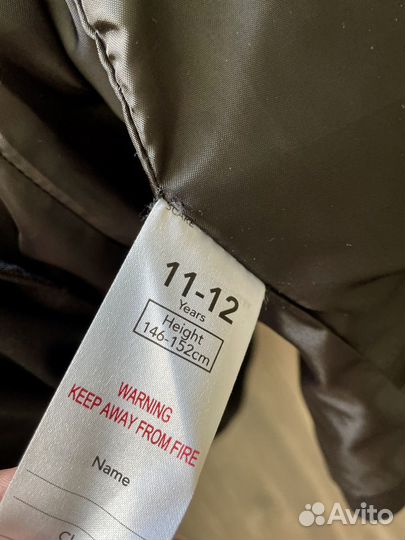 11-12
Years
Height
146-152cm
WARNING
KEEP AWAY FROM FIRE
Name
Avito